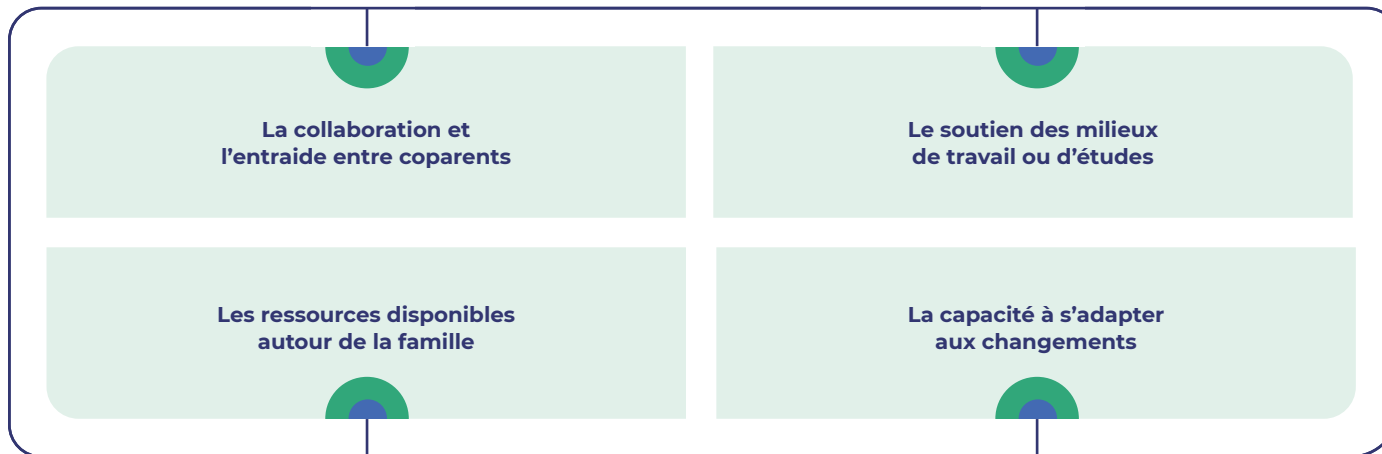 La collaboration et
l’entraide entre coparents
Le soutien des milieux
de travail ou d’études
Les ressources disponibles
autour de la famille
La capacité à s’adapter
aux changements